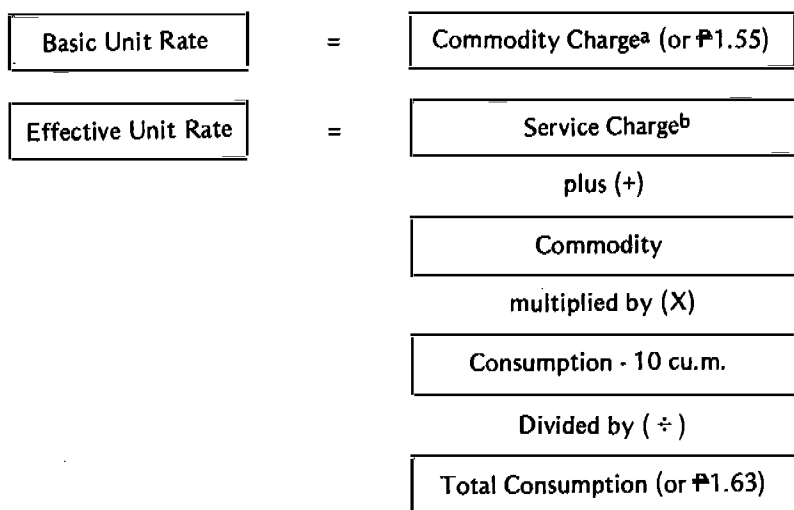 Basic Unit Rate = Commodity Chargeᵃ (or ₱1.55)
Effective Unit Rate = Service Chargeᵇ
plus (+)
Commodity
multiplied by (X)
Consumption - 10 cu.m.
Divided by ( ÷ )
Total Consumption (or ₱1.63)